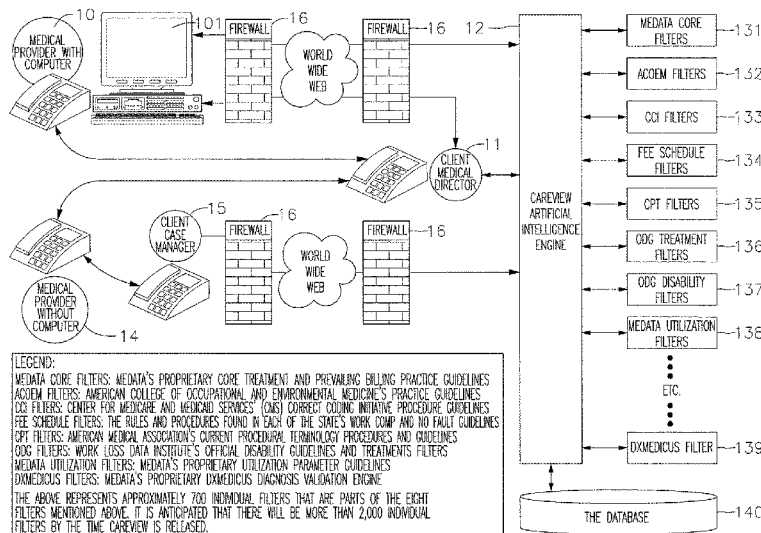 10
MEDICAL
PROVIDER WITH
COMPUTER
101
FIREWALL
16
WORLD
WIDE
WEB
FIREWALL
16
12
11
CLIENT
MEDICAL
DIRECTOR
15
CLIENT
CASE
MANAGER
16
FIREWALL
WORLD
WIDE
WEB
FIREWALL
16
MEDICAL
PROVIDER
WITHOUT
COMPUTER
14
CAREVIEW
ARTIFICIAL
INTELLIGENCE
ENGINE
MEDATA CORE
FILTERS
131
ACOEM FILTERS
132
CCI FILTERS
133
FEE SCHEDULE
FILTERS
134
CPT FILTERS
135
ODG TREATMENT
FILTERS
136
ODG DISABILITY
FILTERS
137
MEDATA UTILIZATION
FILTERS
138
ETC.
DXMEDICUS FILTER
139
THE DATABASE
140
LEGEND:
MEDATA CORE FILTERS: MEDATA'S PROPRIETARY CORE TREATMENT AND PREVAILING BILLING PRACTICE GUIDELINES
ACOEM FILTERS: AMERICAN COLLEGE OF OCCUPATIONAL AND ENVIRONMENTAL MEDICINE'S PRACTICE GUIDELINES
CCI FILTERS: CENTER FOR MEDICARE AND MEDICAID SERVICES' (CMS) CORRECT CODING INITIATIVE PROCEDURE GUIDELINES
FEE SCHEDULE FILTERS: THE RULES AND PROCEDURES FOUND IN EACH OF THE STATE'S WORK COMP AND NO FAULT GUIDELINES
CPT FILTERS: AMERICAN MEDICAL ASSOCIATION'S CURRENT PROCEDURAL TERMINOLOGY PROCEDURES AND GUIDELINES
ODG FILTERS: WORK LOSS DATA INSTITUTE'S OFFICIAL DISABILITY GUIDELINES AND TREATMENTS FILTERS
MEDATA UTILIZATION FILTERS: MEDATA'S PROPRIETARY UTILIZATION PARAMETER GUIDELINES
DXMEDICUS FILTERS: MEDATA'S PROPRIETARY DXMEDICUS DIAGNOSIS VALIDATION ENGINE
THE ABOVE REPRESENTS APPROXIMATELY 700 INDIVIDUAL FILTERS THAT ARE PARTS OF THE EIGHT
FILTERS MENTIONED ABOVE. IT IS ANTICIPATED THAT THERE WILL BE MORE THAN 2,000 INDIVIDUAL
FILTERS BY THE TIME CAREVIEW IS RELEASED.